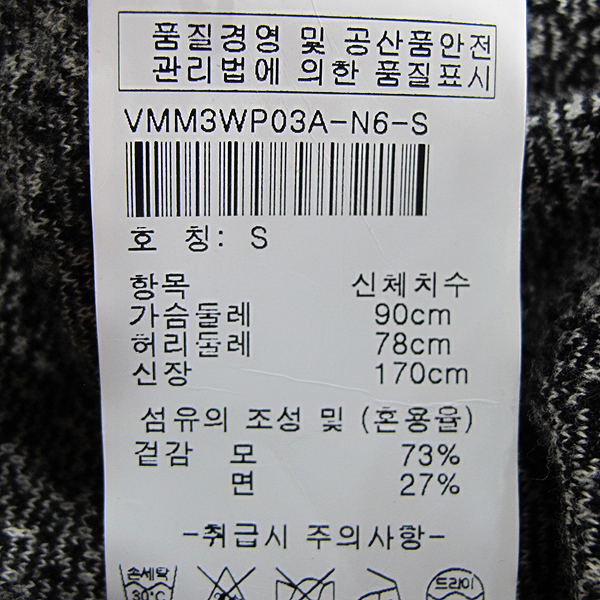 품질경영 및 공산품안전
관리법에 의한 품질표시
VMM3WP03A-N6-S
호 칭: S
항목 신체치수
가슴둘레 90cm
허리둘레 78cm
신장 170cm
섬유의 조성 및 (혼용율)
겉감 모 73%
면 27%
-취급시 주의사항-
손세탁 드라이
30°C